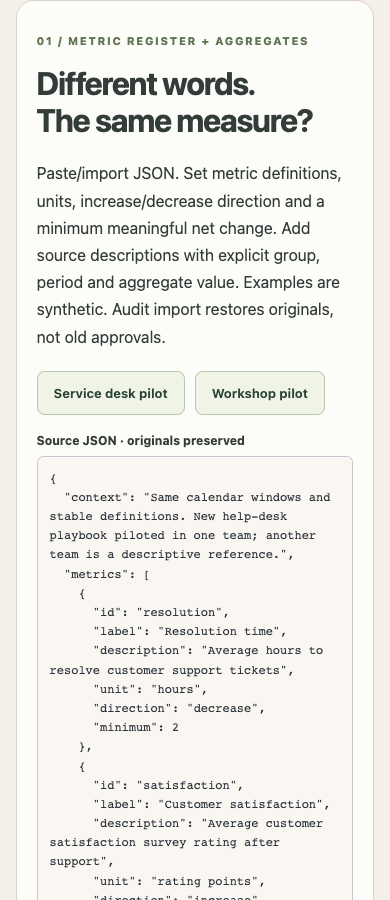 01 / METRIC REGISTER + AGGREGATES
Different words.
The same measure?
Paste/import JSON. Set metric definitions,
units, increase/decrease direction and a
minimum meaningful net change. Add
source descriptions with explicit group,
period and aggregate value. Examples are
synthetic. Audit import restores originals,
not old approvals.
Service desk pilot
Workshop pilot
Source JSON · originals preserved
{
"context": "Same calendar windows and
stable definitions. New help-desk
playbook piloted in one team; another
team is a descriptive reference.",
"metrics": [
{
"id": "resolution",
"label": "Resolution time",
"description": "Average hours to
resolve customer support tickets",
"unit": "hours",
"direction": "decrease",
"minimum": 2
},
{
"id": "satisfaction",
"label": "Customer satisfaction",
"description": "Average customer
satisfaction survey rating after
support",
"unit": "rating points",
"direction": "increase",